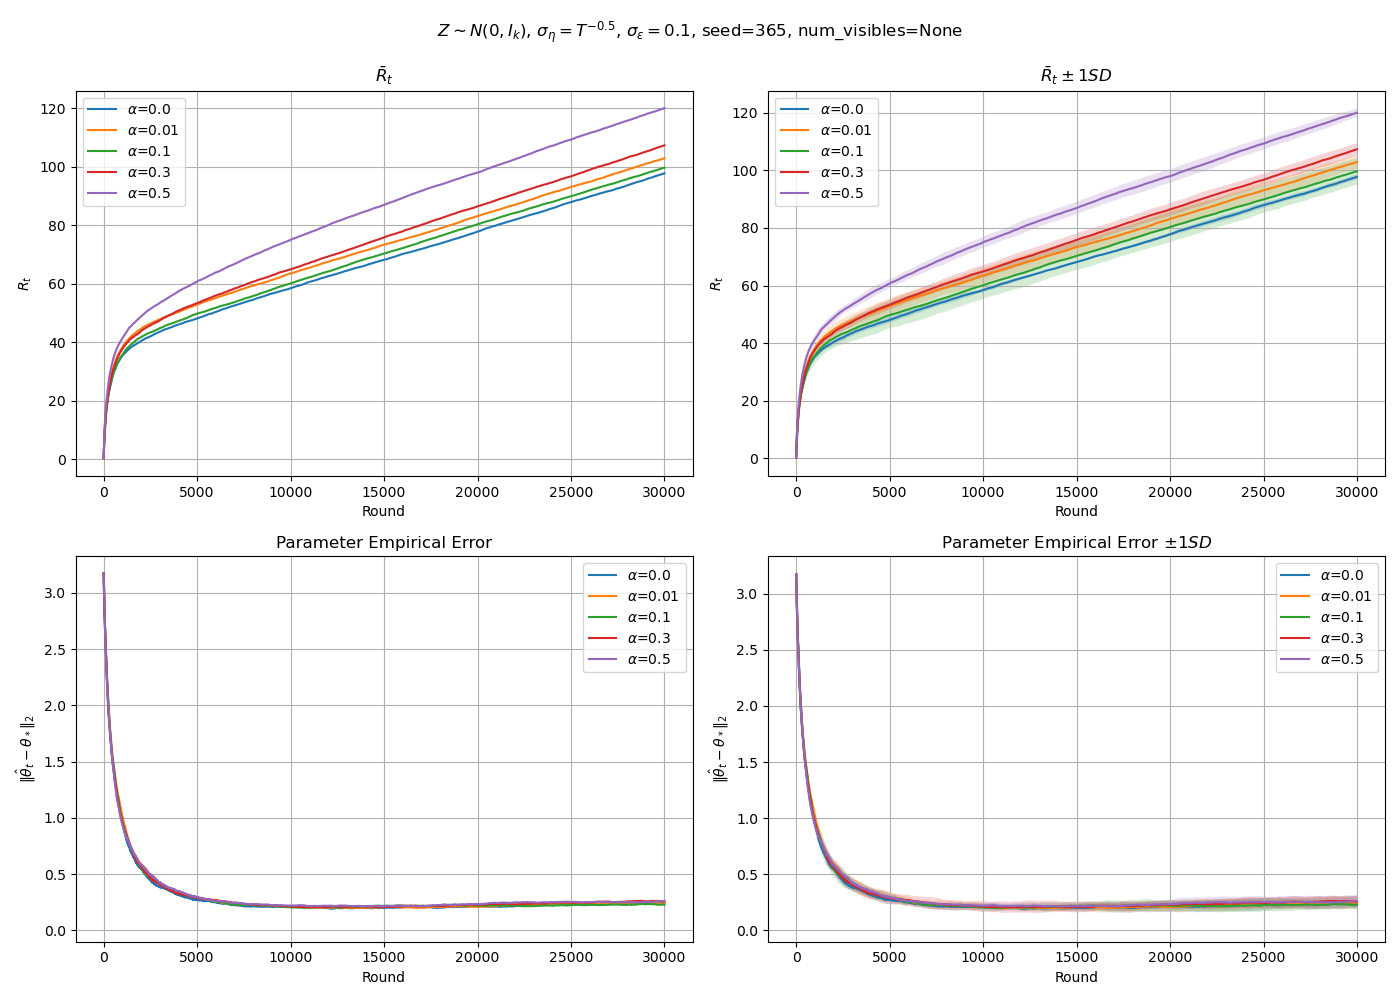 Z ∼ N(0, I_k), σ_η = T^{−0.5}, σ_ε = 0.1, seed=365, num_visibles=None
R̄_t
R_t
120
100
80
60
40
20
0
α=0.0
α=0.01
α=0.1
α=0.3
α=0.5
0 5000 10000 15000 20000 25000 30000
Round
R̄_t ± 1SD
R_t
120
100
80
60
40
20
0
α=0.0
α=0.01
α=0.1
α=0.3
α=0.5
0 5000 10000 15000 20000 25000 30000
Round
Parameter Empirical Error
‖θ̂_t − θ_*‖_2
3.0
2.5
2.0
1.5
1.0
0.5
0.0
α=0.0
α=0.01
α=0.1
α=0.3
α=0.5
0 5000 10000 15000 20000 25000 30000
Round
Parameter Empirical Error ±1SD
‖θ̂_t − θ_*‖_2
3.0
2.5
2.0
1.5
1.0
0.5
0.0
α=0.0
α=0.01
α=0.1
α=0.3
α=0.5
0 5000 10000 15000 20000 25000 30000
Round